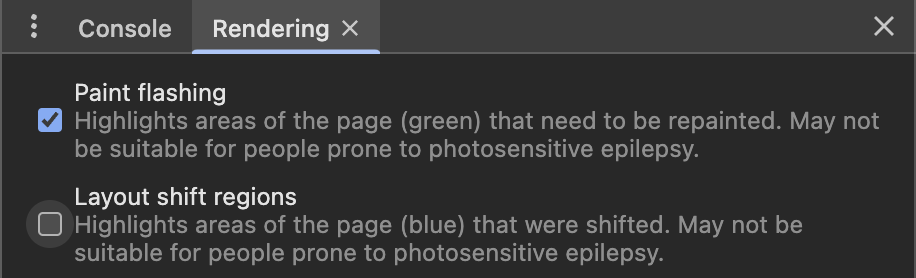 Console Rendering
Paint flashing
Highlights areas of the page (green) that need to be repainted. May not
be suitable for people prone to photosensitive epilepsy.
Layout shift regions
Highlights areas of the page (blue) that were shifted. May not be
suitable for people prone to photosensitive epilepsy.